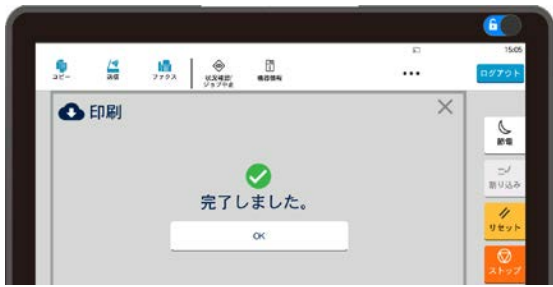 15:05
コピー
送信
ファクス
状況確認/
ジョブ中止
機器情報
ログアウト
印刷
節電
割り込み
完了しました。
リセット
OK
ストップ